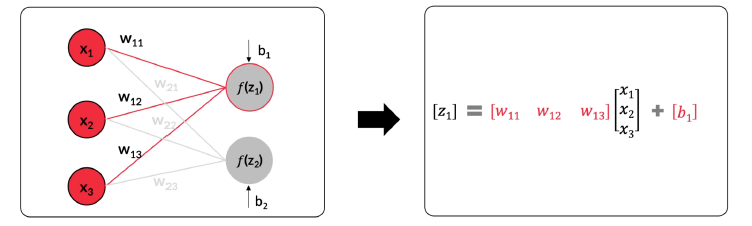 w₁₁
b₁
x₁
w₂₁
f(z₁)
w₁₂
x₂
w₂₂
w₁₃
f(z₂)
x₃
w₂₃
b₂
[z₁] = [w₁₁ w₁₂ w₁₃] [x₁ x₂ x₃] + [b₁]